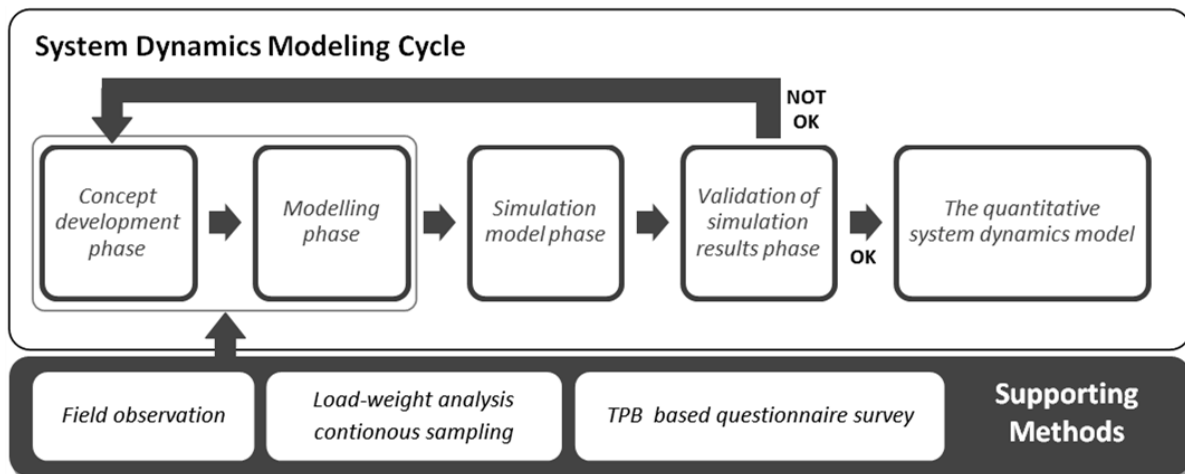 System Dynamics Modeling Cycle
NOT
OK
Concept
development
phase
Modelling
phase
Simulation
model phase
Validation of
simulation
results phase
OK
The quantitative
system dynamics model
Field observation
Load-weight analysis
contionous sampling
TPB based questionnaire survey
Supporting
Methods